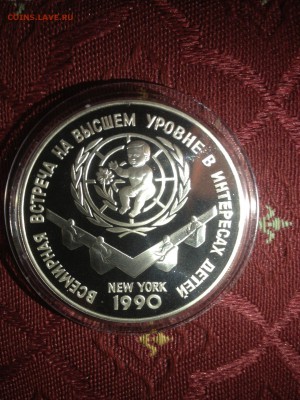 COINS.LAVE.RU
ВСЕМИРНАЯ ВСТРЕЧА НА ВЫСШЕМ УРОВНЕ В ИНТЕРЕСАХ ДЕТЕЙ
NEW YORK
1990